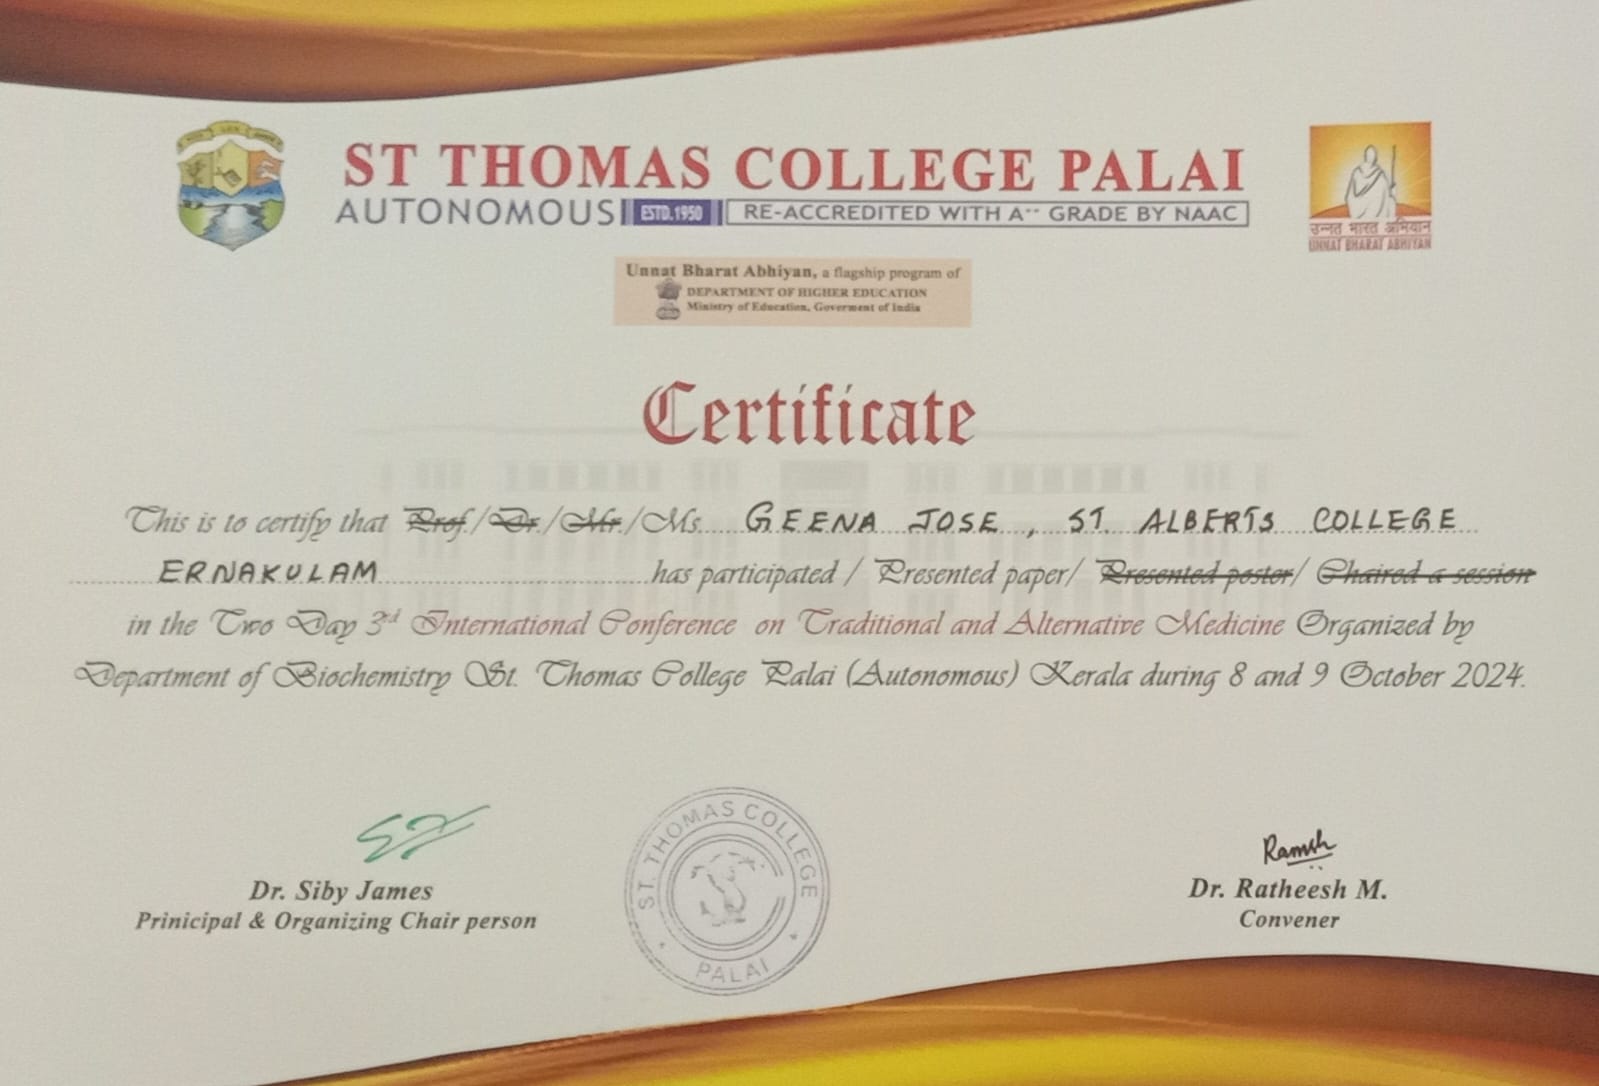 ST THOMAS COLLEGE PALAI
AUTONOMOUS ESTD.1950 RE-ACCREDITED WITH A++ GRADE BY NAAC
उन्नत भारत अभियान
UNNAT BHARAT ABHIYAN
Unnat Bharat Abhiyan, a flagship program of
DEPARTMENT OF HIGHER EDUCATION
Ministry of Education, Goverment of India
Certificate
This is to certify that Prof./Dr./Mr./Ms. GEENA JOSE, ST. ALBERTS COLLEGE
ERNAKULAM has participated / Presented paper/ Presented poster/ Chaired a session
in the Two Day 3rd International Conference on Traditional and Alternative Medicine Organized by
Department of Biochemistry St. Thomas College Palai (Autonomous) Kerala during 8 and 9 October 2024.
Dr. Siby James
Prinicipal & Organizing Chair person
ST. THOMAS COLLEGE
PALAI
Dr. Ratheesh M.
Convener